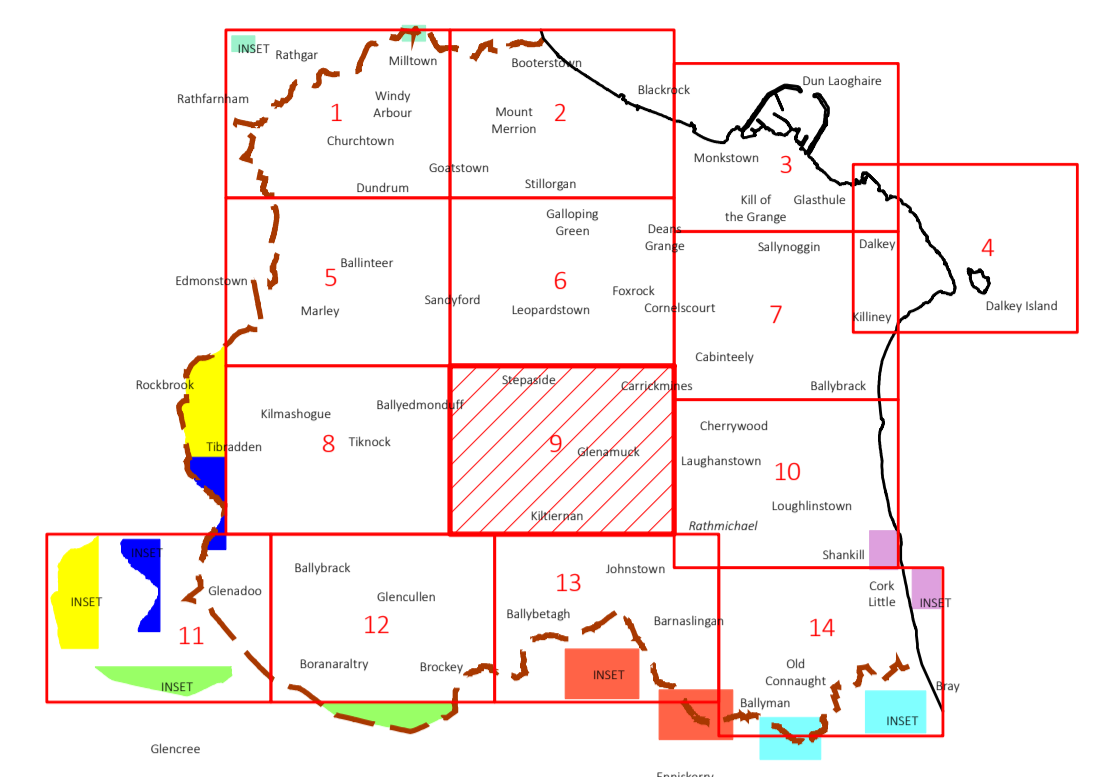 INSET
Rathgar
Milltown
Booterstown
Rathfarnham
Windy
Arbour
1
Mount
Merrion
2
Blackrock
Dun Laoghaire
Churchtown
Goatstown
Monkstown
3
Dundrum
Stillorgan
Kill of
the Grange
Glasthule
Galloping
Green
Deans
Grange
Sallynoggin
Dalkey
4
Edmonstown
Ballinteer
5
6
Marley
Sandyford
Leopardstown
Foxrock
Cornelscourt
7
Killiney
Dalkey Island
Cabinteely
Rockbrook
Stepaside
Carrickmines
Ballybrack
Kilmashogue
Ballyedmonduff
Tibradden
8
Tiknock
9
Glenamuck
Cherrywood
Laughanstown
10
Loughlinstown
Kiltiernan
Rathmichael
INSET
Shankill
Ballybrack
Johnstown
INSET
Glenadoo
Glencullen
13
Cork
Little
INSET
11
12
Ballybetagh
Barnaslingan
14
Boranaraltry
Brockey
INSET
Old
Connaught
INSET
Ballyman
Bray
INSET
Glencree
Enniskerry